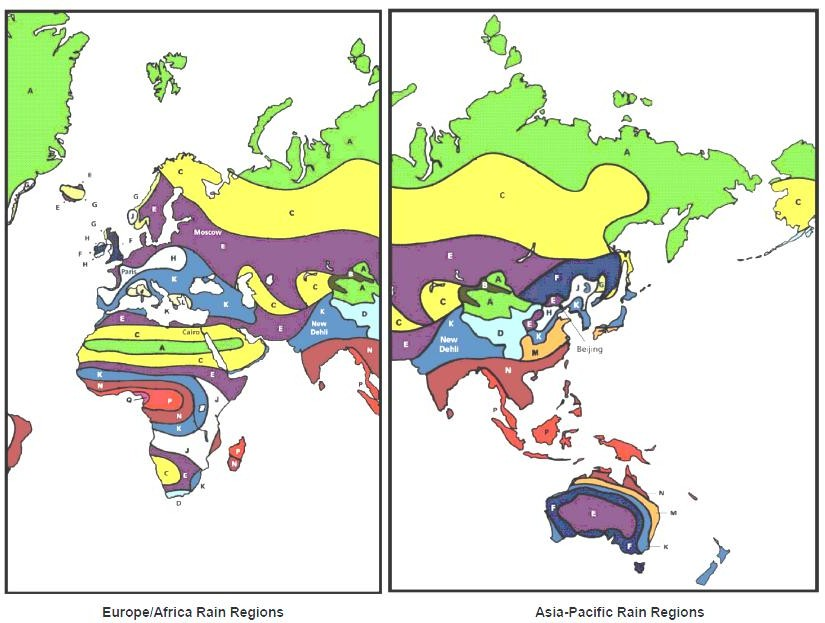 A
A
C
E
G
E
J
E
C
G
Moscow
H
F
E
F
H
H
Paris
K
A
C
C
A
K
K
D
E
Cairo
E
K
New
Dehli
C
A
N
C
K
E
N
P
Q
P
J
N
K
P
J
N
C
E
K
D
Europe/Africa Rain Regions
A
C
C
E
F
A
B
C
A
J
G
E
K
H
C
K
D
E
K
New
Dehli
E
M
Beijing
N
P
P
N
M
F
E
F
K
Asia-Pacific Rain Regions